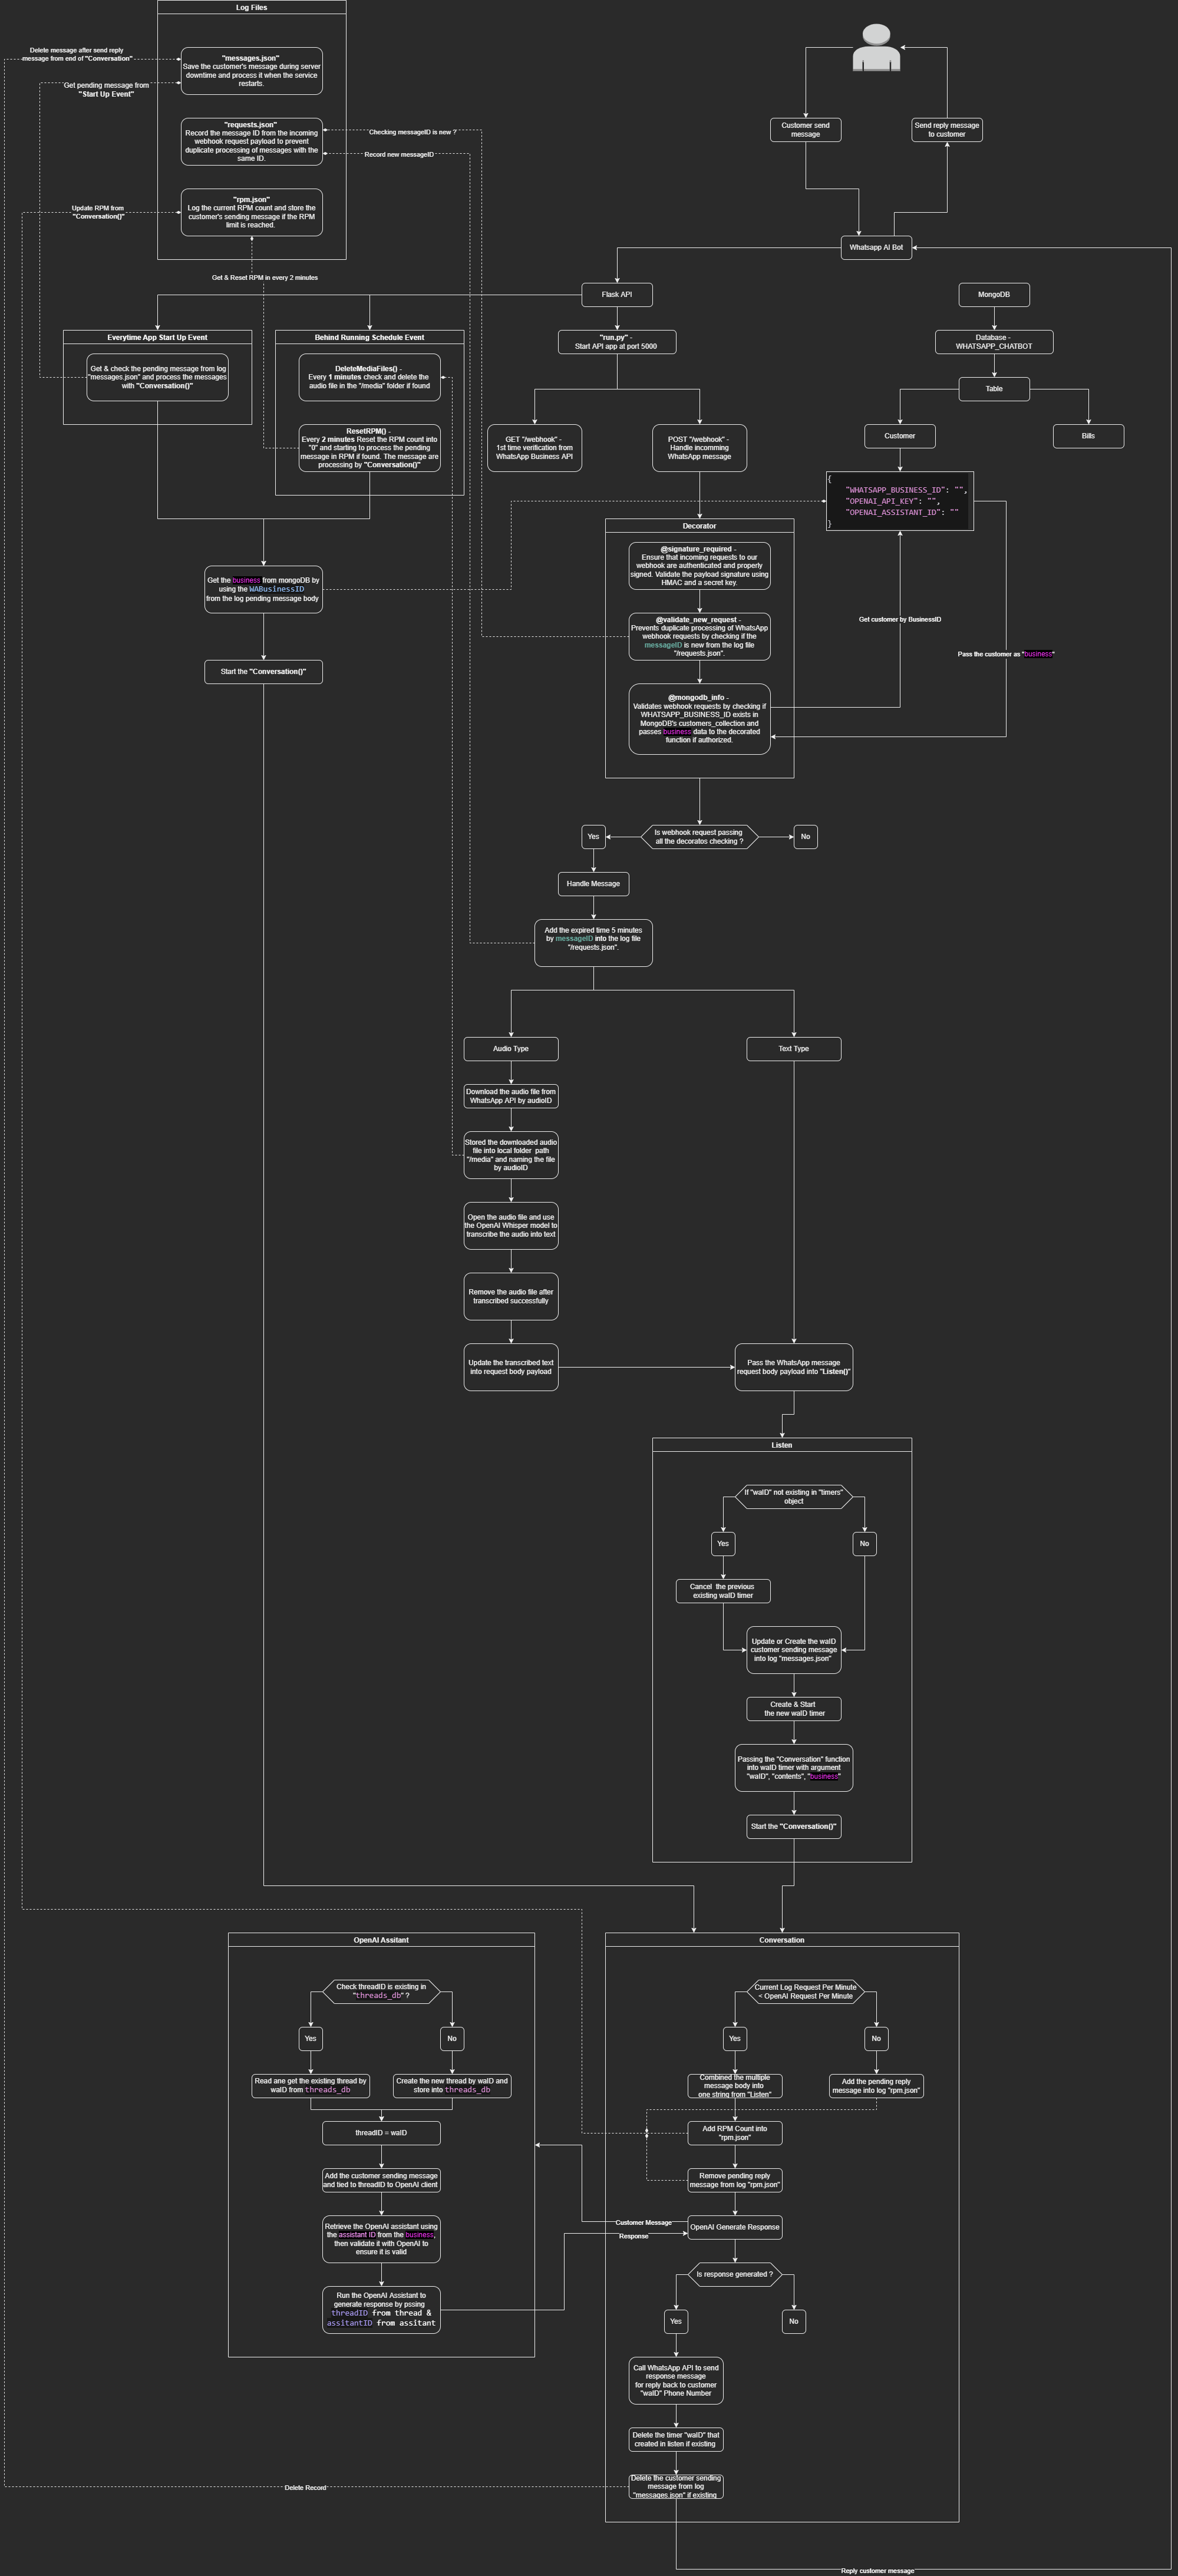 Log Files
Delete message after send reply
message from end of "Conversation"
"messages.json"
Save the customer's message during server
downtime and process it when the service
restarts.
Get pending message from
"Start Up Event"
"requests.json"
Record the message ID from the incoming
webhook request payload to prevent
duplicate processing of messages with the
same ID.
Checking messageID is new ?
Record new messageID
Update RPM from
"Conversation()"
"rpm.json"
Log the current RPM count and store the
customer's sending message if the RPM
limit is reached.
Get & Reset RPM in every 2 minutes
Customer send
message
Send reply message
to customer
Whatsapp AI Bot
Flask API
MongoDB
"run.py" -
Start API app at port 5000
Database -
WHATSAPP_CHATBOT
Table
Customer
Bills
Everytime App Start Up Event
Get & check the pending message from log
"messages.json" and process the messages
with "Conversation()"
Behind Running Schedule Event
DeleteMediaFiles() -
Every 1 minutes check and delete the
audio file in the "/media" folder if found
ResetRPM() -
Every 2 minutes Reset the RPM count into
"0" and starting to process the pending
message in RPM if found. The message are
processing by "Conversation()"
GET "/webhook" -
1st time verification from
WhatsApp Business API
POST "/webhook" -
Handle incomming
WhatsApp message
{
"WHATSAPP_BUSINESS_ID": "",
"OPENAI_API_KEY": "",
"OPENAI_ASSISTANT_ID": ""
}
Decorator
@signature_required -
Ensure that incoming requests to our
webhook are authenticated and properly
signed. Validate the payload signature using
HMAC and a secret key.
@validate_new_request -
Prevents duplicate processing of WhatsApp
webhook requests by checking if the
messageID is new from the log file
"/requests.json".
@mongodb_info -
Validates webhook requests by checking if
WHATSAPP_BUSINESS_ID exists in
MongoDB's customers_collection and
passes business data to the decorated
function if authorized.
Get customer by BusinessID
Pass the customer as "business"
Get the business from mongoDB by
using the WABusinessID
from the log pending message body
Start the "Conversation()"
Is webhook request passing
all the decoratos checking ?
Yes
No
Handle Message
Add the expired time 5 minutes
by messageID into the log file
"/requests.json".
Audio Type
Text Type
Download the audio file from
WhatsApp API by audioID
Stored the downloaded audio
file into local folder path
"/media" and naming the file
by audioID
Open the audio file and use
the OpenAI Whisper model to
transcribe the audio into text
Remove the audio file after
transcribed successfully
Update the transcribed text
into request body payload
Pass the WhatsApp message
request body payload into "Listen()"
Listen
If "waID" not existing in "timers"
object
Yes
No
Cancel the previous
existing waID timer
Update or Create the waID
customer sending message
into log "messages.json"
Create & Start
the new waID timer
Passing the "Conversation" function
into waID timer with argument
"waID", "contents", "business"
Start the "Conversation()"
OpenAI Assitant
Check threadID is existing in
"threads_db" ?
Yes
No
Read ane get the existing thread by
waID from threads_db
Create the new thread by waID and
store into threads_db
threadID = waID
Add the customer sending message
and tied to threadID to OpenAI client
Retrieve the OpenAI assistant using
the assistant ID from the business,
then validate it with OpenAI to
ensure it is valid
Run the OpenAI Assistant to
generate response by pssing
threadID from thread &
assitantID from assitant
Conversation
Current Log Request Per Minute
< OpenAI Request Per Minute
Yes
No
Combined the multiple
message body into
one string from "Listen"
Add the pending reply
message into log "rpm.json"
Add RPM Count into
"rpm.json"
Remove pending reply
message from log "rpm.json"
Customer Message
Response
OpenAI Generate Response
Is response generated ?
Yes
No
Call WhatsApp API to send
response message
for reply back to customer
"waID" Phone Number
Delete the timer "waID" that
created in listen if existing
Delete the customer sending
message from log
"messages.json" if existing
Delete Record
Reply customer message